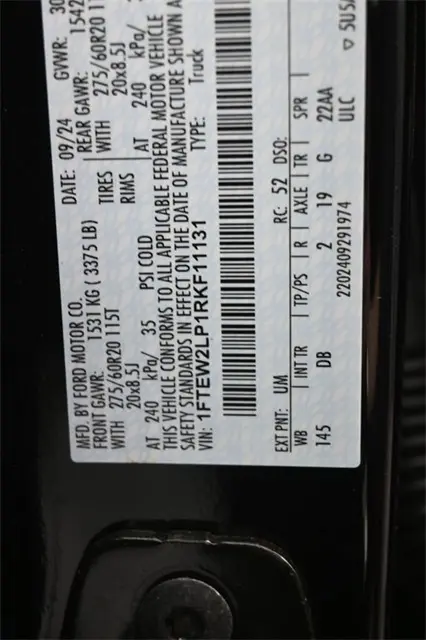 MFD. BY FORD MOTOR CO.
DATE: 09/24 GVWR: 30
FRONT GAWR: REAR GAWR: 1542
1531 KG ( 3375 LB)
WITH TIRES WITH
275/60R20 115T 275/60R20 11
20x8.5J RIMS 20x8.5J
AT 240 kPa/ 35 PSI COLD AT 240 kPa/
THIS VEHICLE CONFORMS TO ALL APPLICABLE FEDERAL MOTOR VEHICLE
SAFETY STANDARDS IN EFFECT ON THE DATE OF MANUFACTURE SHOWN A
VIN: 1FTEW2LP1RKF11131 TYPE: Truck
EXT PNT: UM RC: 52 DSO:
WB INT TR TP/PS R AXLE TR SPR
145 DB 2 19 G 22AA
2202409291974 ULC